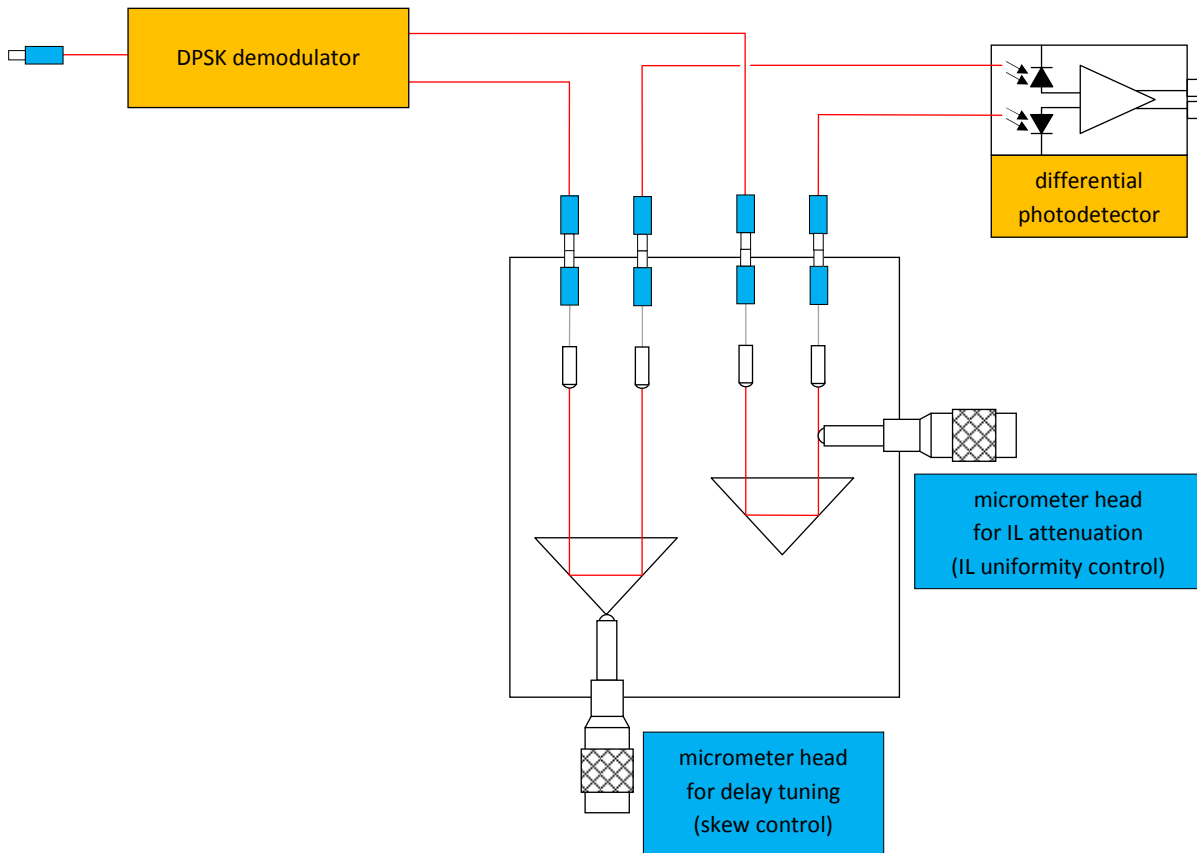 DPSK demodulator
differential
photodetector
micrometer head
for IL attenuation
(IL uniformity control)
micrometer head
for delay tuning
(skew control)